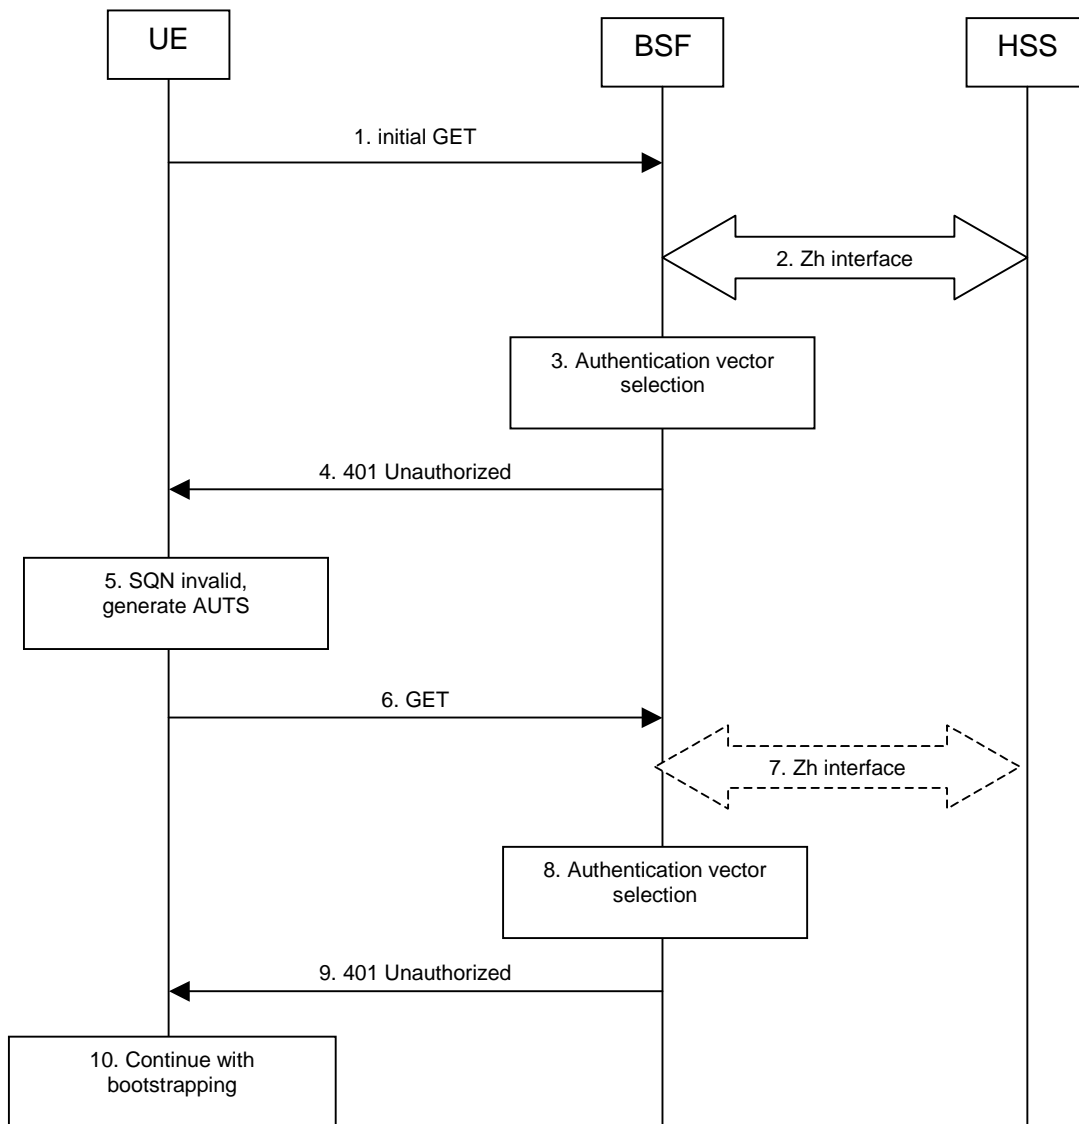 UE
BSF
HSS
1. initial GET
2. Zh interface
3. Authentication vector
selection
4. 401 Unauthorized
5. SQN invalid,
generate AUTS
6. GET
7. Zh interface
8. Authentication vector
selection
9. 401 Unauthorized
10. Continue with
bootstrapping